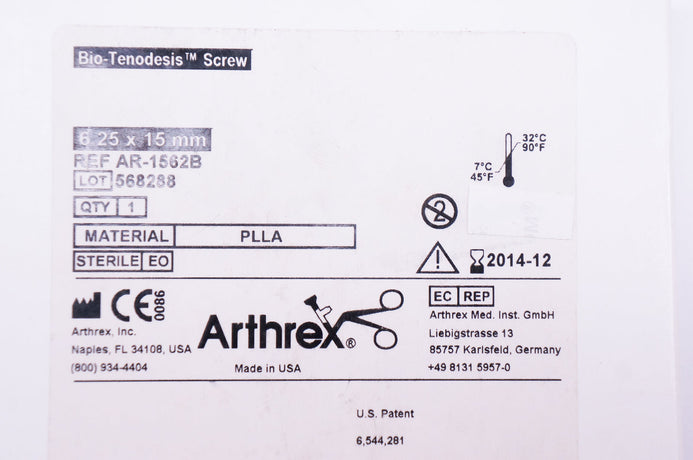 Bio-Tenodesis™ Screw
6.25 x 15 mm
REF AR-1562B
LOT 568288
QTY 1
MATERIAL PLLA
STERILE EO
32°C
90°F
7°C
45°F
2
2014-12
CE 0086
Arthrex, Inc.
Naples, FL 34108, USA
(800) 934-4404
Arthrex®
Made in USA
EC REP
Arthrex Med. Inst. GmbH
Liebigstrasse 13
85757 Karlsfeld, Germany
+49 8131 5957-0
U.S. Patent
6,544,281